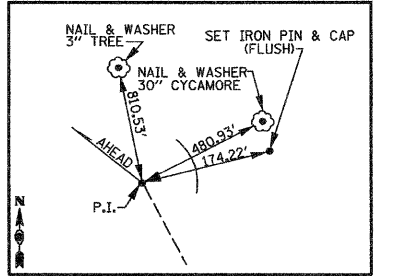 NAIL & WASHER
3" TREE
SET IRON PIN & CAP
(FLUSH)
NAIL & WASHER
30" CYCAMORE
810.53'
480.93'
174.22'
AHEAD
P.I.
N